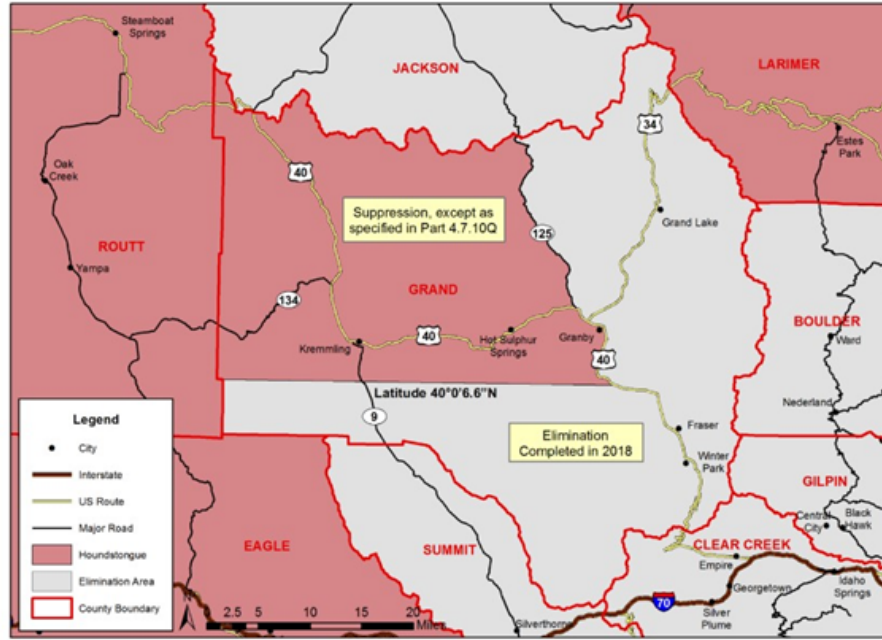 Steamboat
Springs
JACKSON
LARIMER
34
Estes
Park
40
Oak
Creek
Suppression, except as
specified in Part 4.7.10Q
Grand Lake
125
ROUTT
Yampa
134
GRAND
BOULDER
Ward
Kremmling
40
Hot Sulphur
Springs
Granby
40
Latitude 40°0'6.6"N
9
Nederland
Legend
City
Interstate
US Route
Major Road
Houndstongue
Elimination Area
County Boundary
Elimination
Completed in 2018
Fraser
Winter
Park
GILPIN
Central
City
Black
Hawk
EAGLE
SUMMIT
CLEAR CREEK
Empire
Georgetown
Idaho
Springs
70
Silver
Plume
Silverthorne
N
2.5 5 10 15 20
Miles